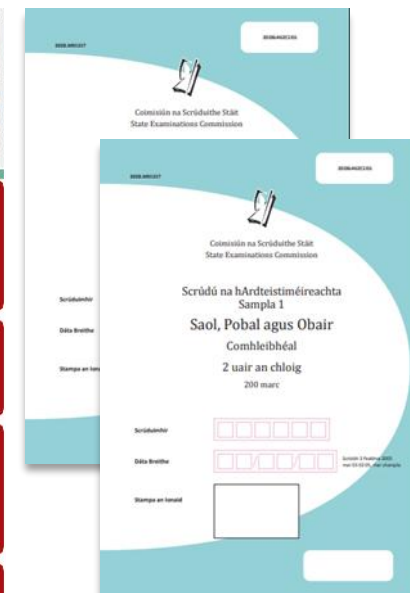 Coimisiún na Scrúduithe Stáit
State Examinations Commission
Scrúduimhir
Dáta Breithe
Stampa an Ionaid
Coimisiún na Scrúduithe Stáit
State Examinations Commission
Scrúdú na hArdteistiméireachta
Sampla 1
Saol, Pobal agus Obair
Comhleibhéal
2 uair an chloig
200 marc
Scrúduimhir
Dáta Breithe
Stampa an Ionaid